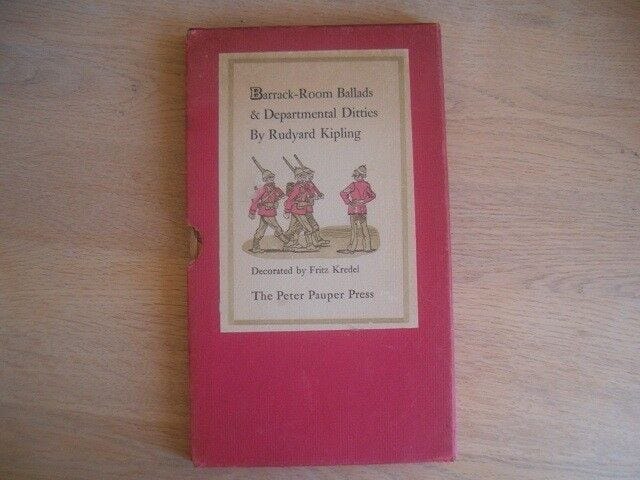 Barrack-Room Ballads
& Departmental Ditties
By Rudyard Kipling
Decorated by Fritz Kredel
The Peter Pauper Press